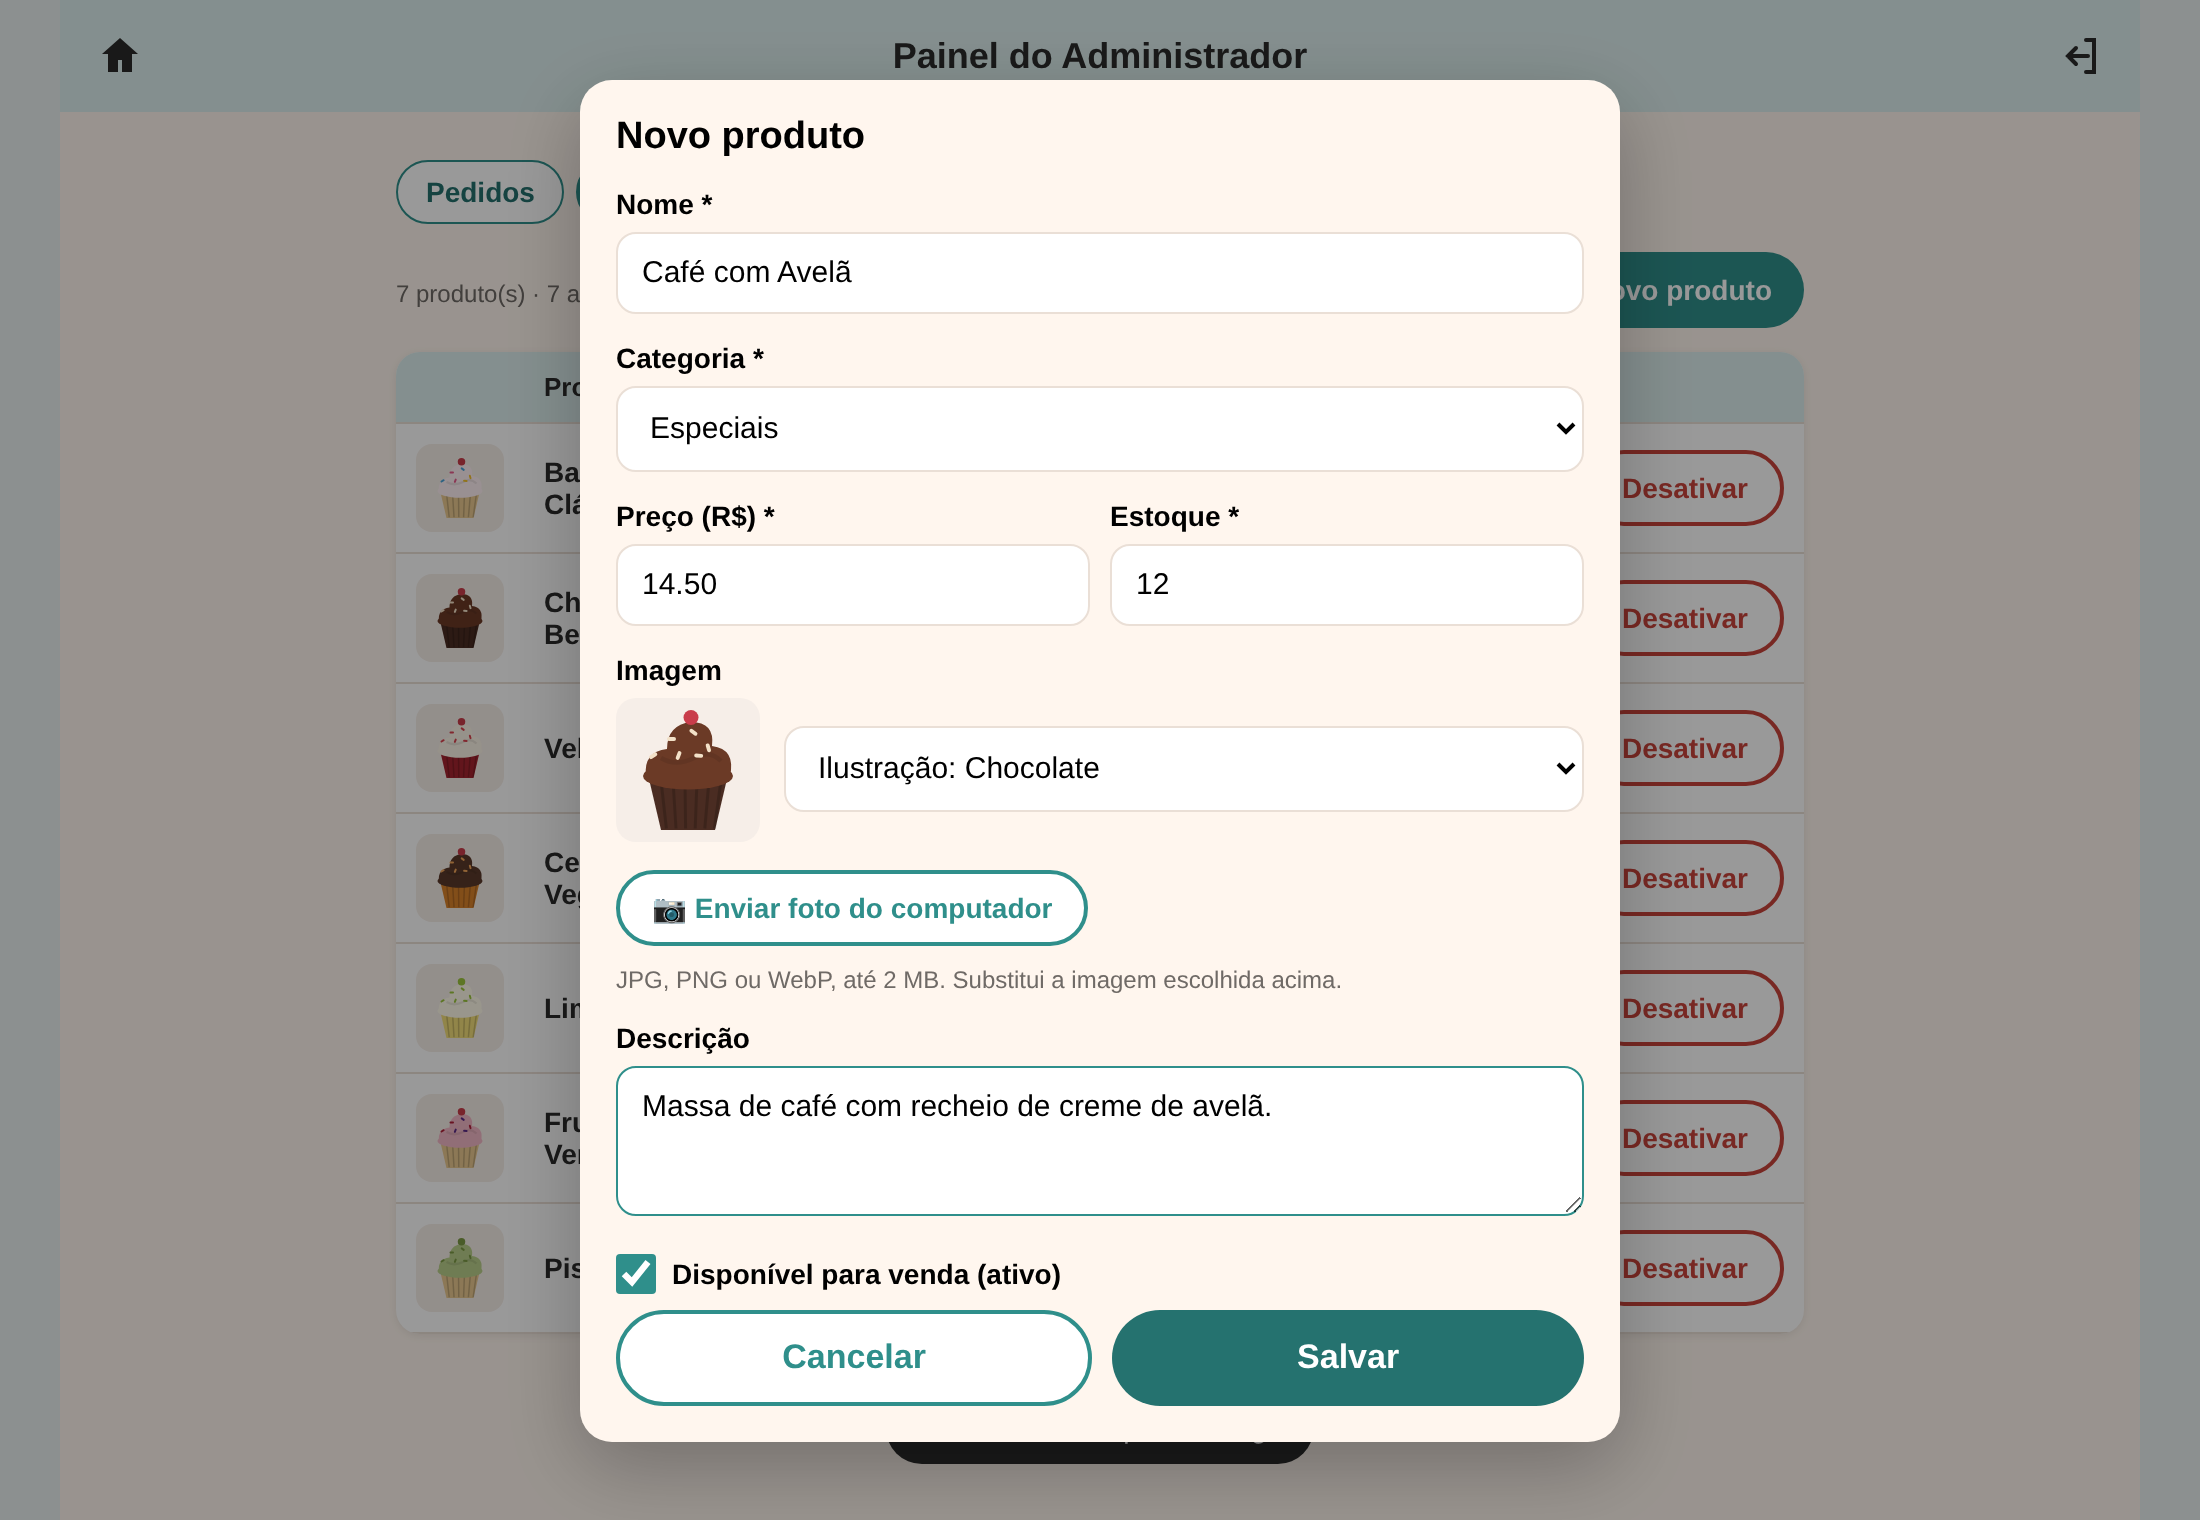 Painel do Administrador
Novo produto
Pedidos
Nome *
Café com Avelã
7 produto(s) · 7
produto
Categoria *
Especiais
Preço (R$) *
Estoque *
14.50
12
Imagem
Ilustração: Chocolate
📷 Enviar foto do computador
JPG, PNG ou WebP, até 2 MB. Substitui a imagem escolhida acima.
Descrição
Massa de café com recheio de creme de avelã.
Disponível para venda (ativo)
Cancelar
Salvar
Desativar
Desativar
Desativar
Desativar
Desativar
Desativar
Desativar